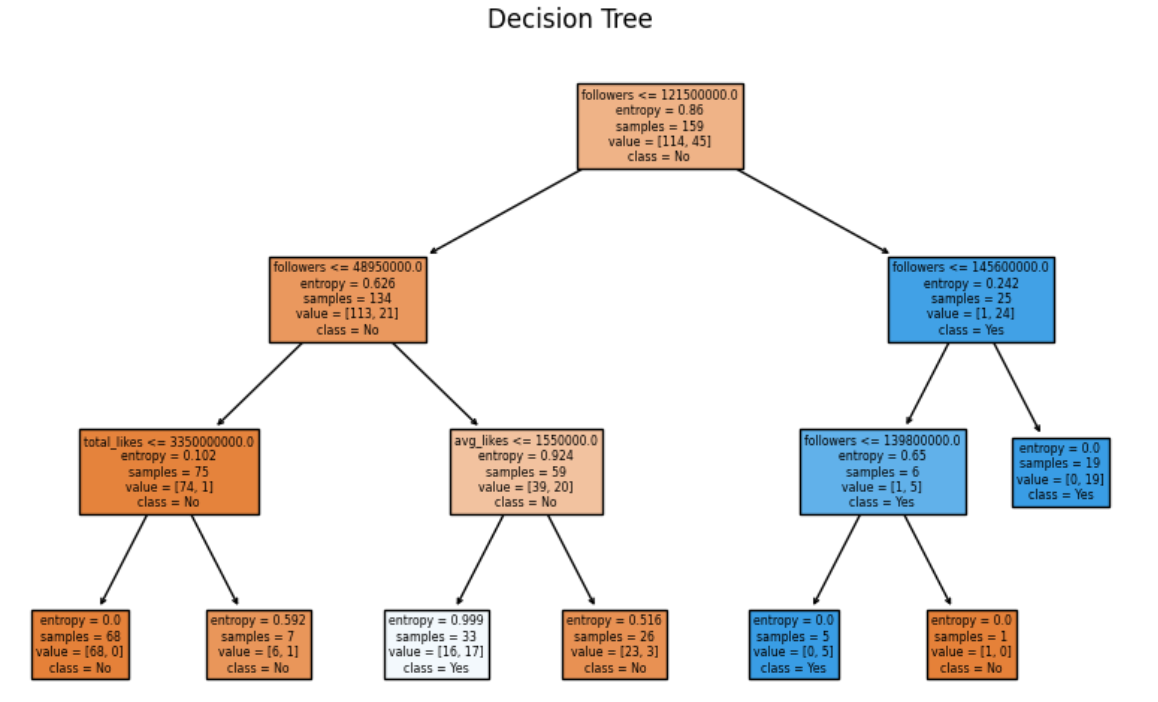 Decision Tree
followers <= 121500000.0
entropy = 0.86
samples = 159
value = [114, 45]
class = No
followers <= 48950000.0
entropy = 0.626
samples = 134
value = [113, 21]
class = No
followers <= 145600000.0
entropy = 0.242
samples = 25
value = [1, 24]
class = Yes
total_likes <= 3350000000.0
entropy = 0.102
samples = 75
value = [74, 1]
class = No
avg_likes <= 1550000.0
entropy = 0.924
samples = 59
value = [39, 20]
class = No
followers <= 139800000.0
entropy = 0.65
samples = 6
value = [1, 5]
class = Yes
entropy = 0.0
samples = 19
value = [0, 19]
class = Yes
entropy = 0.0
samples = 68
value = [68, 0]
class = No
entropy = 0.592
samples = 7
value = [6, 1]
class = No
entropy = 0.999
samples = 33
value = [16, 17]
class = Yes
entropy = 0.516
samples = 26
value = [23, 3]
class = No
entropy = 0.0
samples = 5
value = [0, 5]
class = Yes
entropy = 0.0
samples = 1
value = [1, 0]
class = No